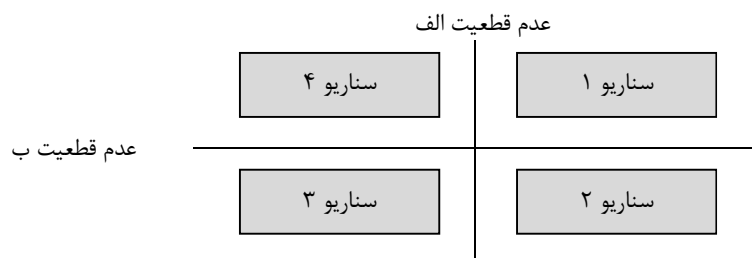 عدم قطعیت الف
سناریو ۱
سناریو ۴
عدم قطعیت ب
سناریو ۲
سناریو ۳